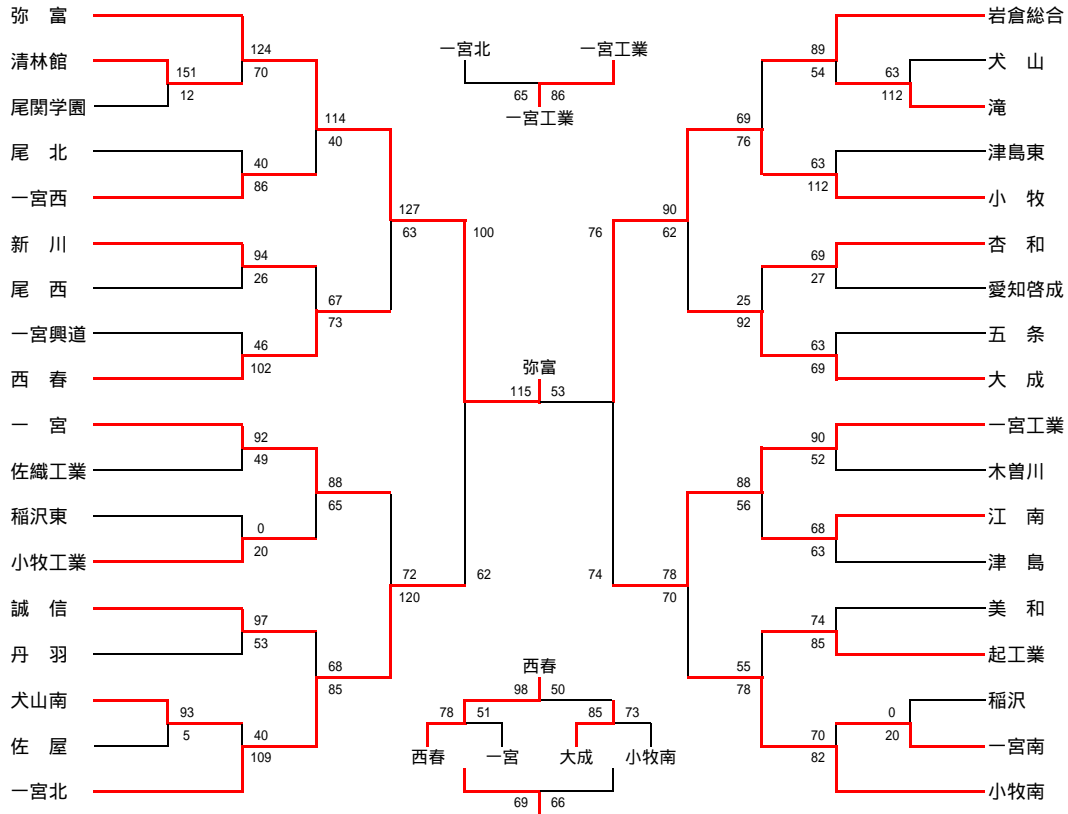 弥　富
清林館
尾関学園
尾　北
一宮西
新　川
尾　西
一宮興道
西　春
一　宮
佐織工業
稲沢東
小牧工業
誠　信
丹　羽
犬山南
佐　屋
一宮北
151
12
124
70
40
86
94
26
46
102
92
49
0
20
97
53
93
5
40
109
114
40
67
73
88
65
68
85
127
63
72
120
100
62
一宮北 一宮工業
65 86
一宮工業
弥富
115 53
西春
98 50
78 51 85 73
西春 一宮 大成 小牧南
69 66
76
74
90
62
78
70
69
76
25
92
88
56
55
78
89
54
63
112
63
112
69
27
63
69
90
52
68
63
74
85
0
20
70
82
岩倉総合
犬　山
滝
津島東
小　牧
杏　和
愛知啓成
五　条
大　成
一宮工業
木曽川
江　南
津　島
美　和
起工業
稲沢
一宮南
小牧南